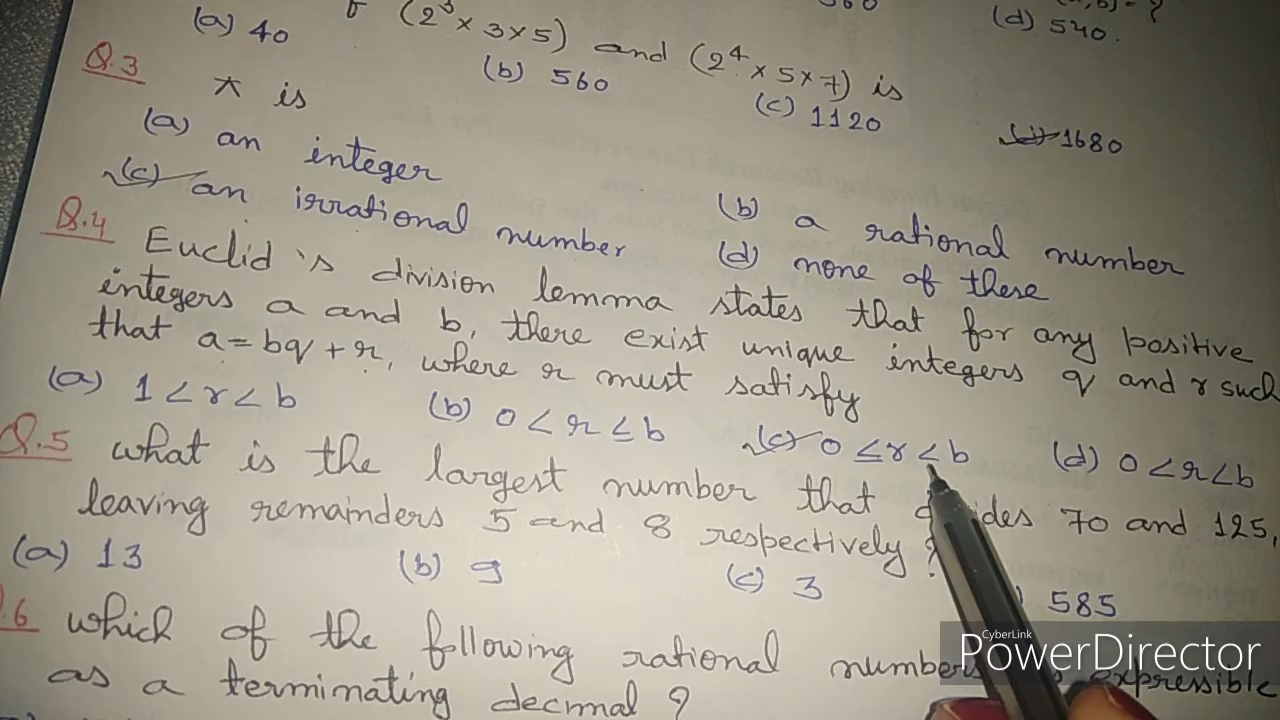 (a, b) = ?
560
(d) 540.
(2³ × 3 × 5) and (2⁴ × 5 × 7) is
(a) 40 (b) 560 (c) 1120 1680
Q.3 π is
(a) an integer (b) a rational number
(c) an irrational number (d) none of these
Q.4 Euclid's division lemma states that for any positive
integers a and b, there exist unique integers q and r such
that a = bq + r, where r must satisfy
(a) 1 < r < b (b) 0 < r ≤ b (c) 0 ≤ r < b (d) 0 < r < b
Q.5 what is the largest number that divides 70 and 125,
leaving remainders 5 and 8 respectively?
(a) 13 (b) 9 (c) 3 585
.6 which of the following rational numbers expressible
as a terminating decmal ?
CyberLink
PowerDirector